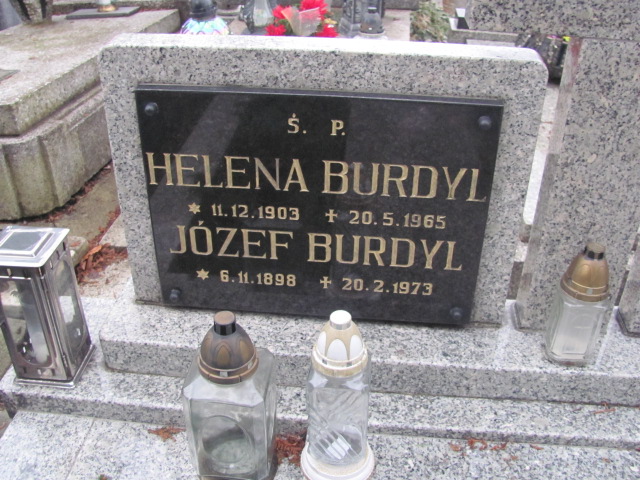 Ś. P.
HELENA BURDYL
* 11.12.1903 + 20.5.1965
JÓZEF BURDYL
* 6.11.1898 + 20.2.1973